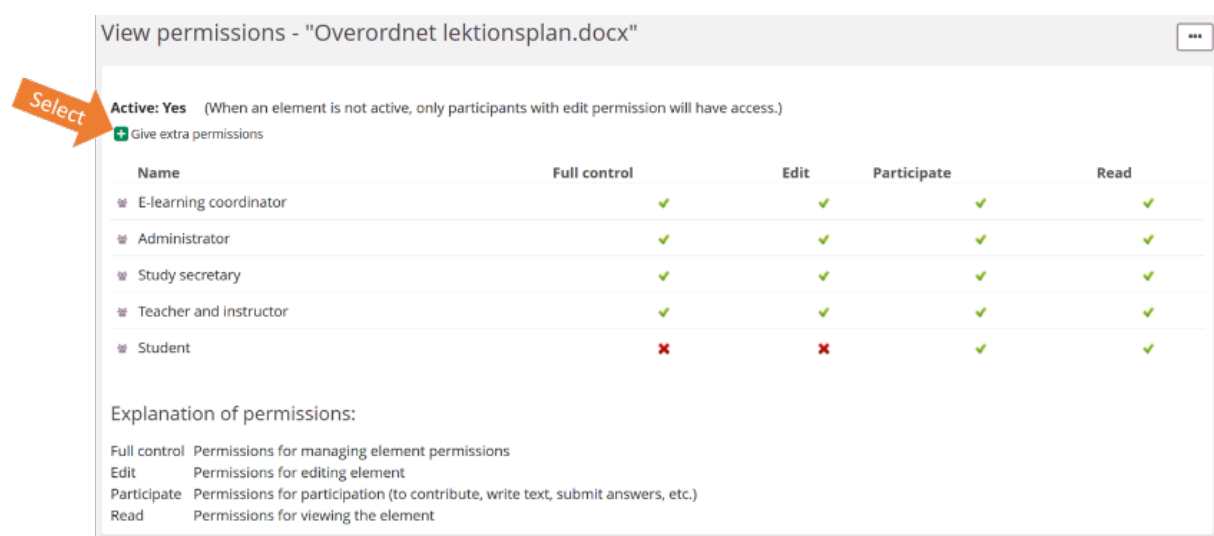 View permissions - "Overordnet lektionsplan.docx"
Select
Active: Yes (When an element is not active, only participants with edit permission will have access.)
Give extra permissions
Name Full control Edit Participate Read
E-learning coordinator
Administrator
Study secretary
Teacher and instructor
Student
Explanation of permissions:
Full control Permissions for managing element permissions
Edit Permissions for editing element
Participate Permissions for participation (to contribute, write text, submit answers, etc.)
Read Permissions for viewing the element